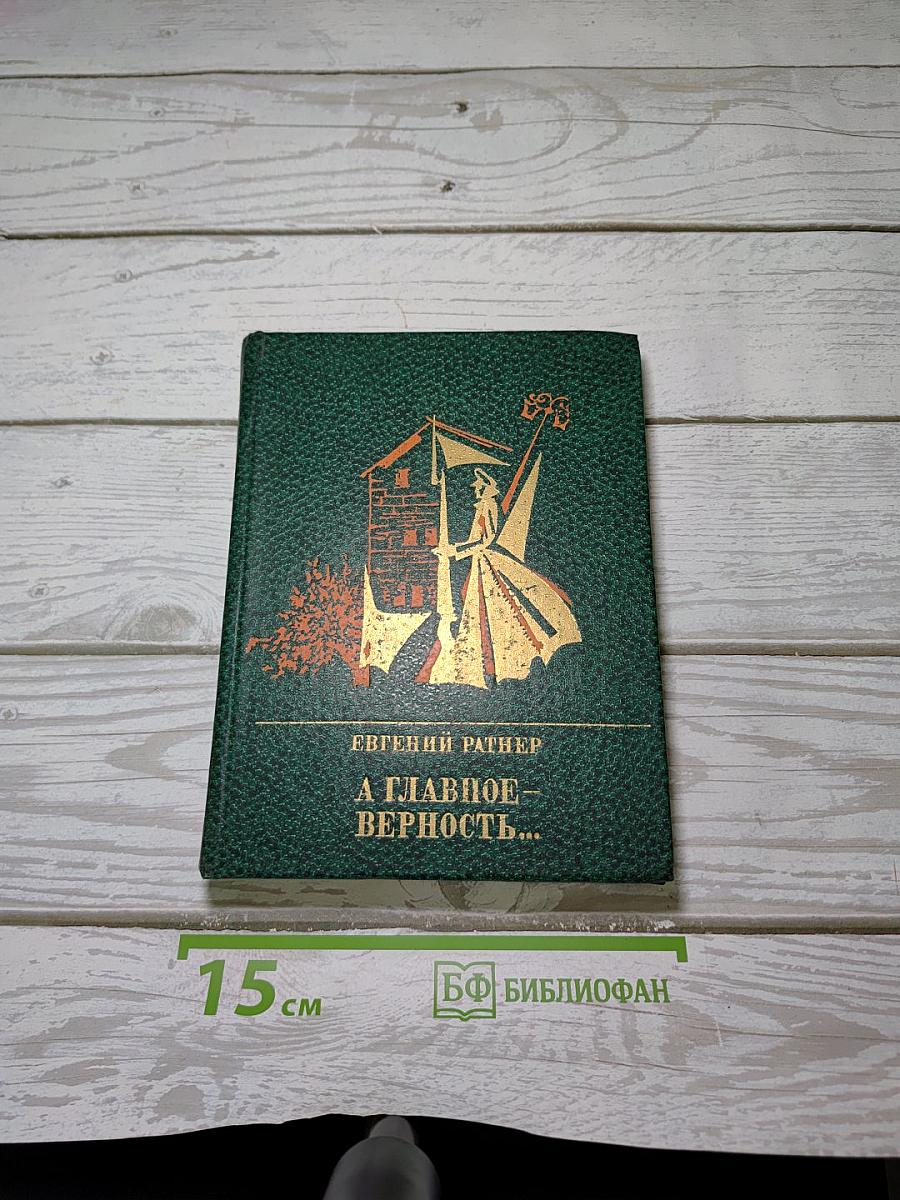 ЕВГЕНИЙ РАТНЕР
А ГЛАВНОЕ –
ВЕРНОСТЬ...
15 см
БФ БИБЛИОФАН